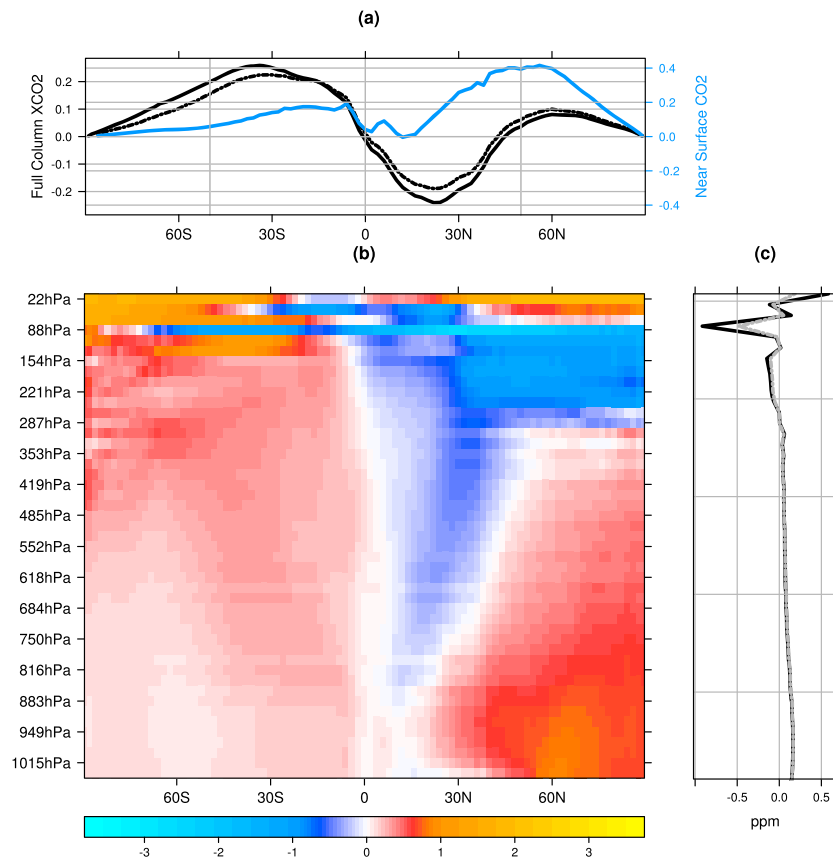 (a)
60S 30S 0 30N 60N
Full Column XCO2
0.2
0.1
0.0
-0.1
-0.2
0.4
0.2
0.0
-0.2
-0.4
Near Surface CO2
(b)
(c)
22hPa
88hPa
154hPa
221hPa
287hPa
353hPa
419hPa
485hPa
552hPa
618hPa
684hPa
750hPa
816hPa
883hPa
949hPa
1015hPa
60S 30S 0 30N 60N
-0.5 0.0 0.5
ppm
-3 -2 -1 0 1 2 3